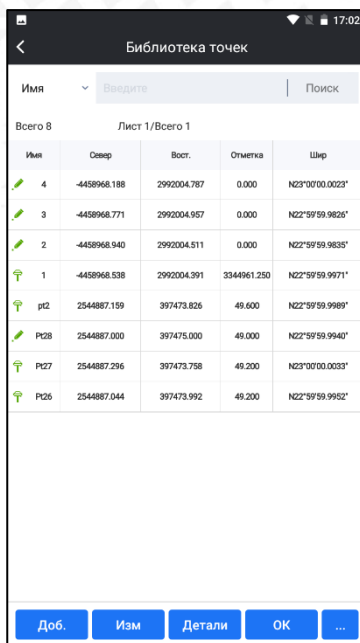 17:02
Библиотека точек
Имя Введите Поиск
Всего 8 Лист 1/Всего 1
Имя Север Вост. Отметка Шир
4 -4458968.188 2992004.787 0.000 N23°00'00.0023"
3 -4458968.771 2992004.957 0.000 N22°59'59.9826"
2 -4458968.940 2992004.511 0.000 N22°59'59.9835"
1 -4458968.538 2992004.391 3344961.250 N22°59'59.9971"
pt2 2544887.159 397473.826 49.600 N22°59'59.9989"
Pt28 2544887.000 397475.000 49.000 N22°59'59.9940"
Pt27 2544887.296 397473.758 49.200 N23°00'00.0033"
Pt26 2544887.044 397473.992 49.200 N22°59'59.9952"
Доб. Изм Детали ОК ...